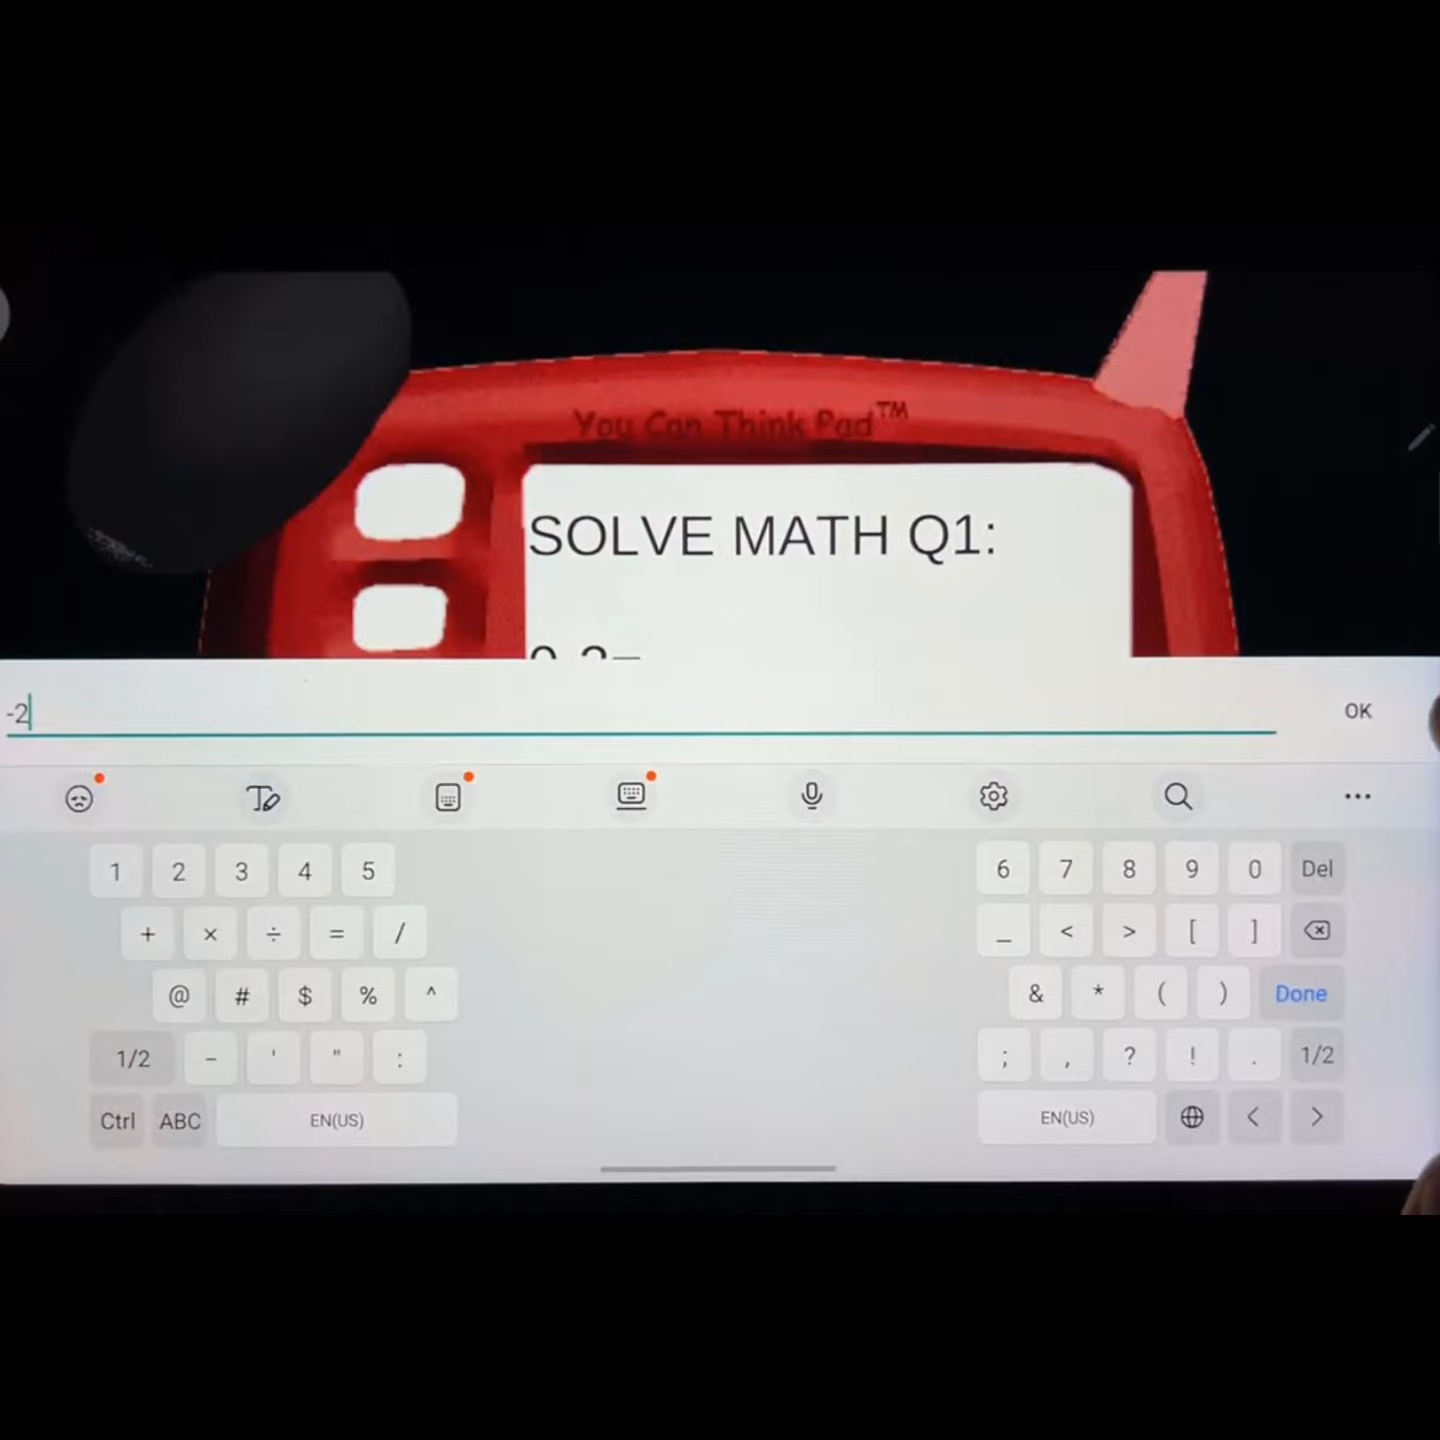 You Can Think Pad™
SOLVE MATH Q1:
-2
OK
1 2 3 4 5 6 7 8 9 0 Del
+ × ÷ = / _ < > [ ]
@ # $ % ^ & * ( ) Done
1/2 - ' " : ; , ? ! . 1/2
Ctrl ABC EN(US) EN(US) < >